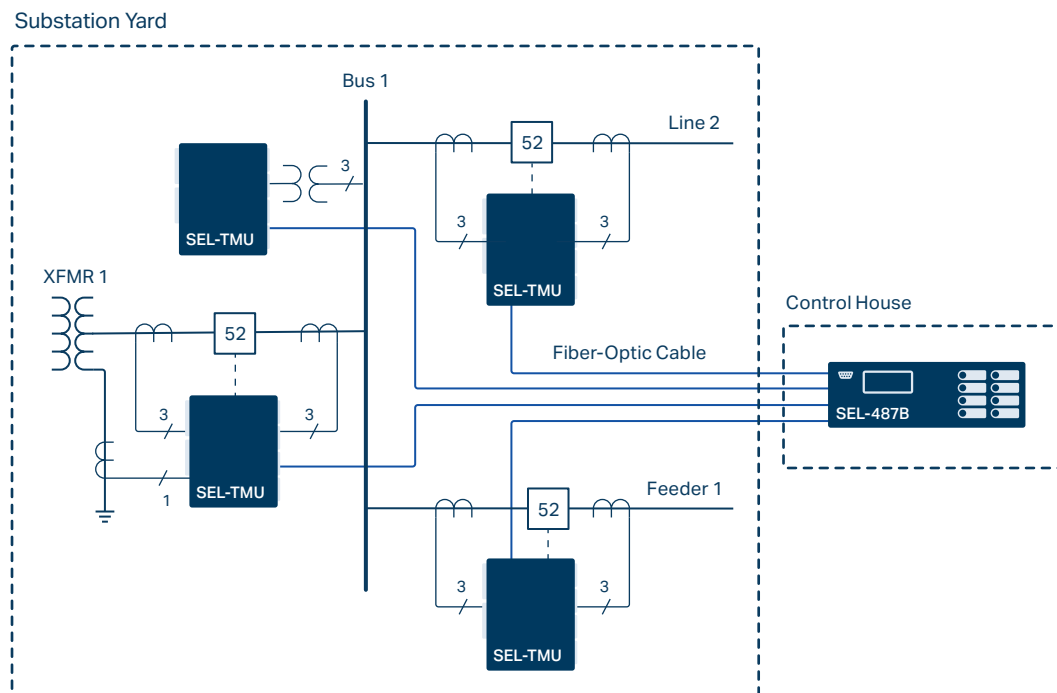 Substation Yard
Bus 1
Line 2
52
3
SEL-TMU
3
3
SEL-TMU
XFMR 1
52
3
3
SEL-TMU
1
Fiber-Optic Cable
Control House
SEL-487B
Feeder 1
52
3
3
SEL-TMU